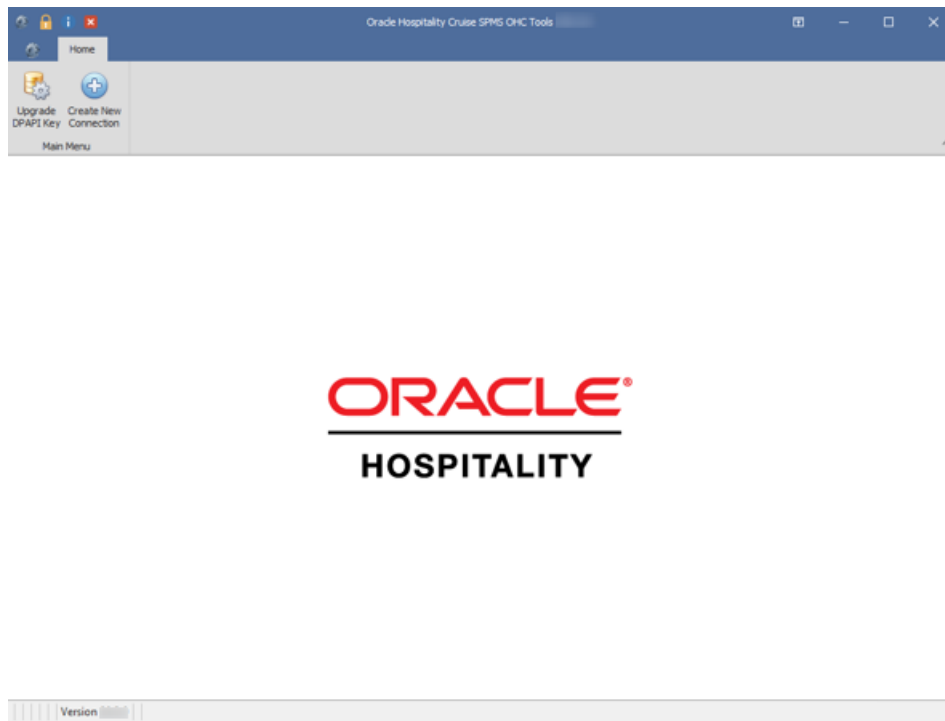 Oracle Hospitality Cruise SPMS OHC Tools
Home
Upgrade DPAPI Key
Create New Connection
Main Menu
ORACLE®
HOSPITALITY
Version